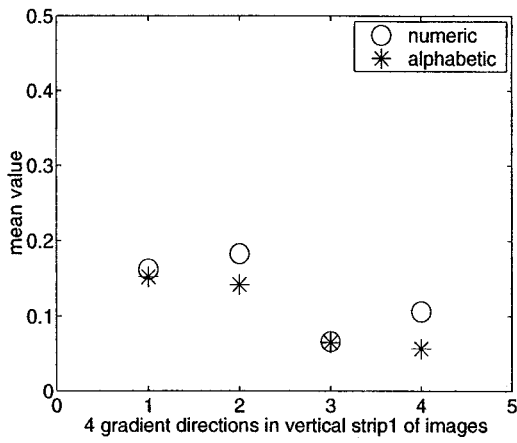 0.5
numeric
alphabetic
0.4
0.3
mean value
0.2
0.1
0
0 1 2 3 4 5
4 gradient directions in vertical strip1 of images